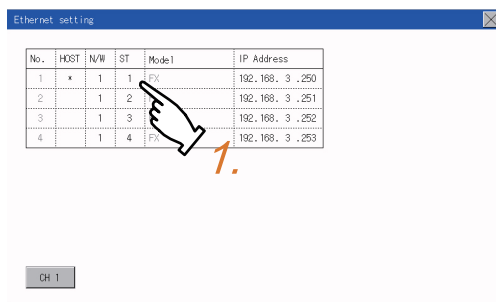 Ethernet setting
No. HOST N/W ST Model IP Address
1 * 1 1 FX 192.168. 3 .250
2 1 2 192.168. 3 .251
3 1 3 192.168. 3 .252
4 1 4 FX 192.168. 3 .253
1.
CH 1